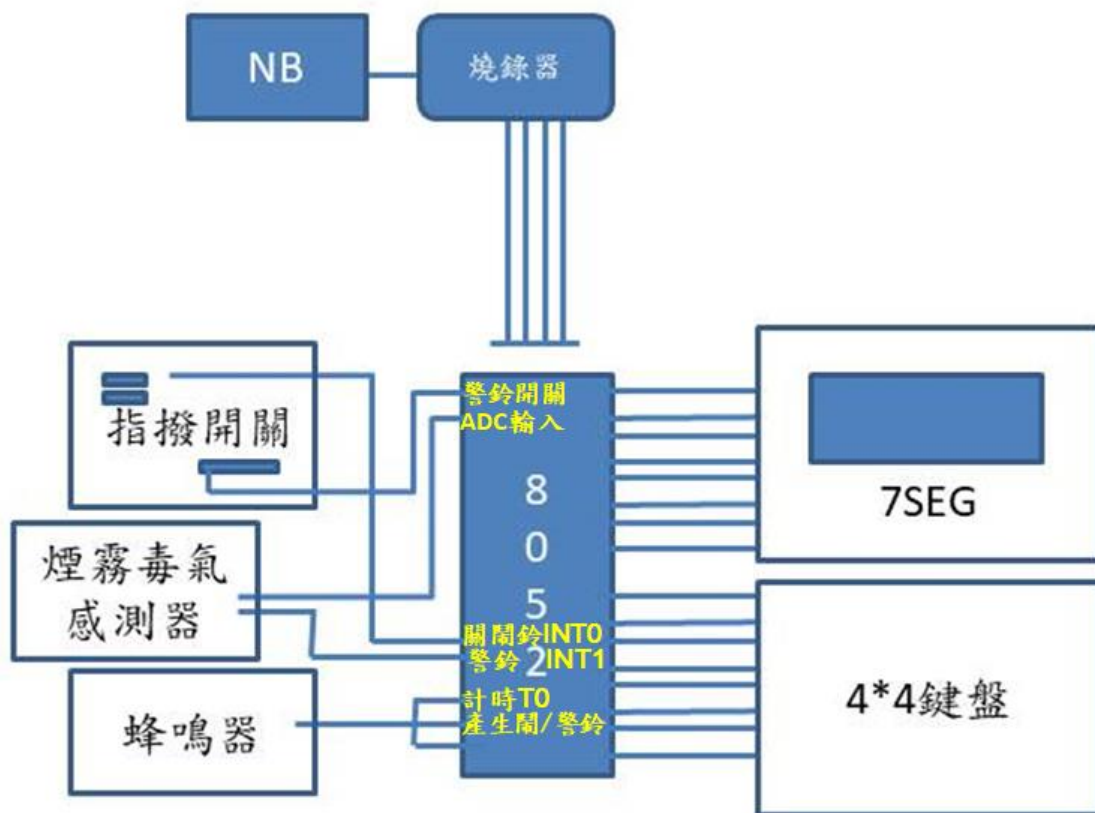 NB
燒錄器
指撥開關
煙霧毒氣
感測器
蜂鳴器
警鈴開關
ADC輸入
8
0
5
2
關鬧鈴INT0
警鈴 INT1
計時T0
產生鬧/警鈴
7SEG
4*4鍵盤